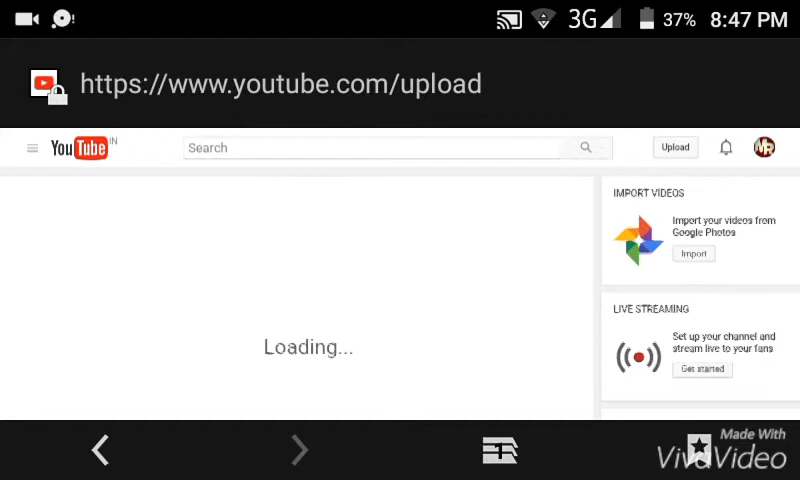 3G 37% 8:47 PM
https://www.youtube.com/upload
YouTube IN Search Upload MR
IMPORT VIDEOS
Import your videos from
Google Photos
Import
LIVE STREAMING
Loading...
Set up your channel and
stream live to your fans
Get started
1
Made With
VivaVideo